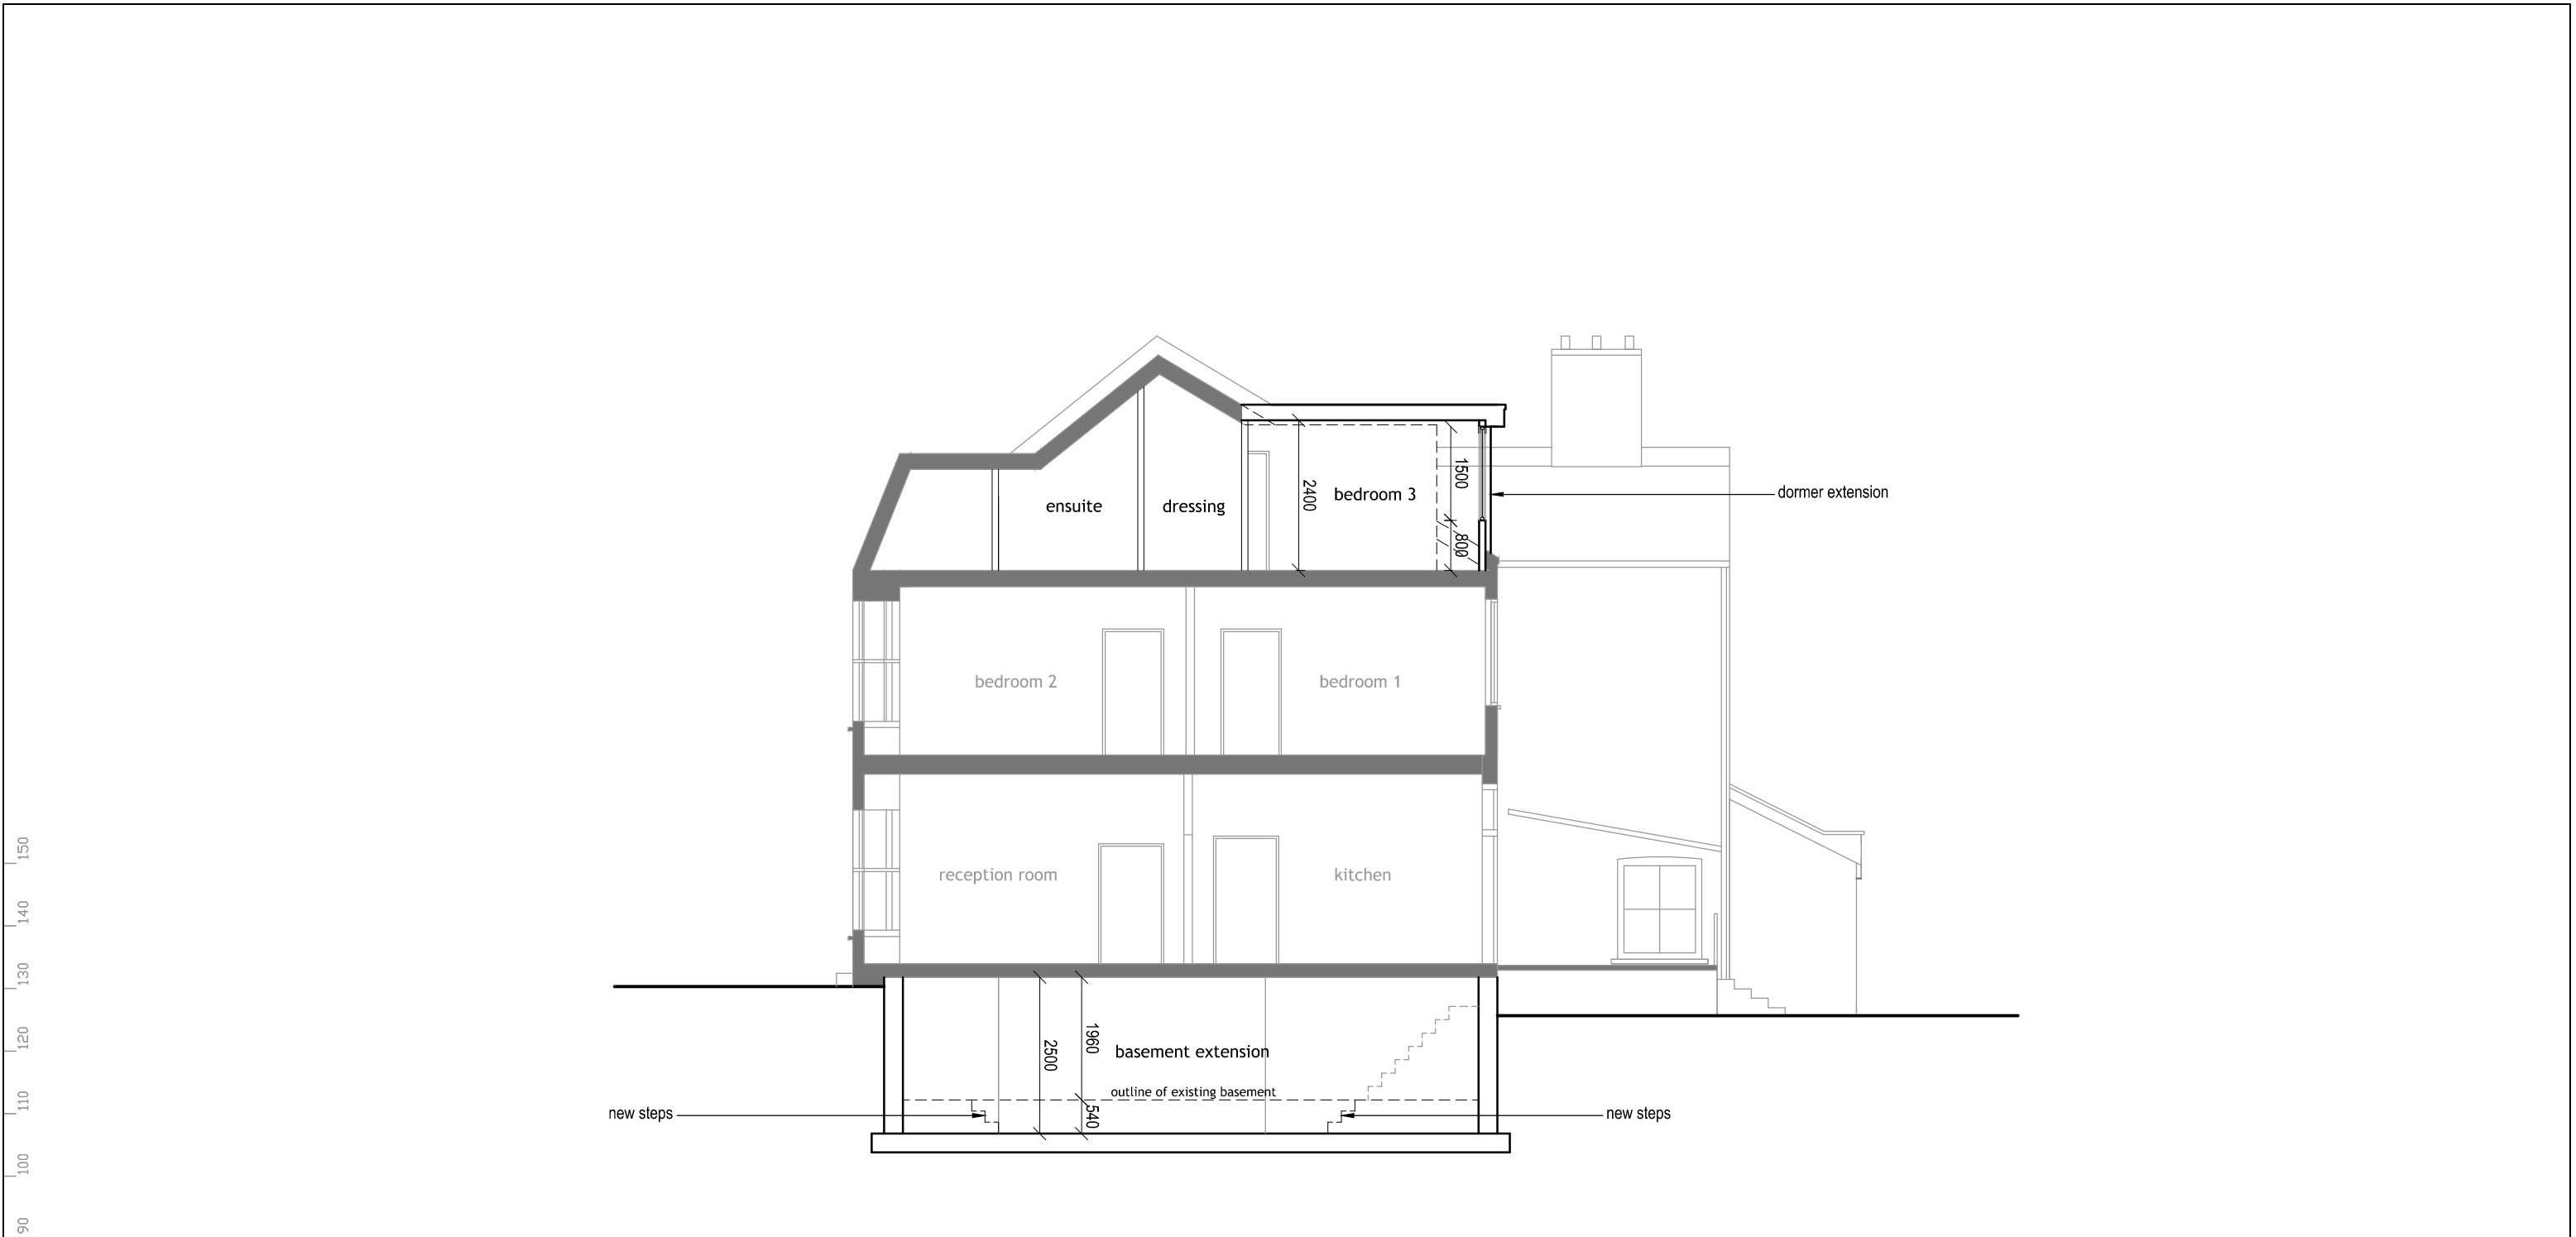 1500
2400
bedroom 3
dormer extension
ensuite
dressing
800
bedroom 2
bedroom 1
reception room
kitchen
2500
1960
basement extension
outline of existing basement
540
new steps
new steps
150
140
130
120
110
100
90